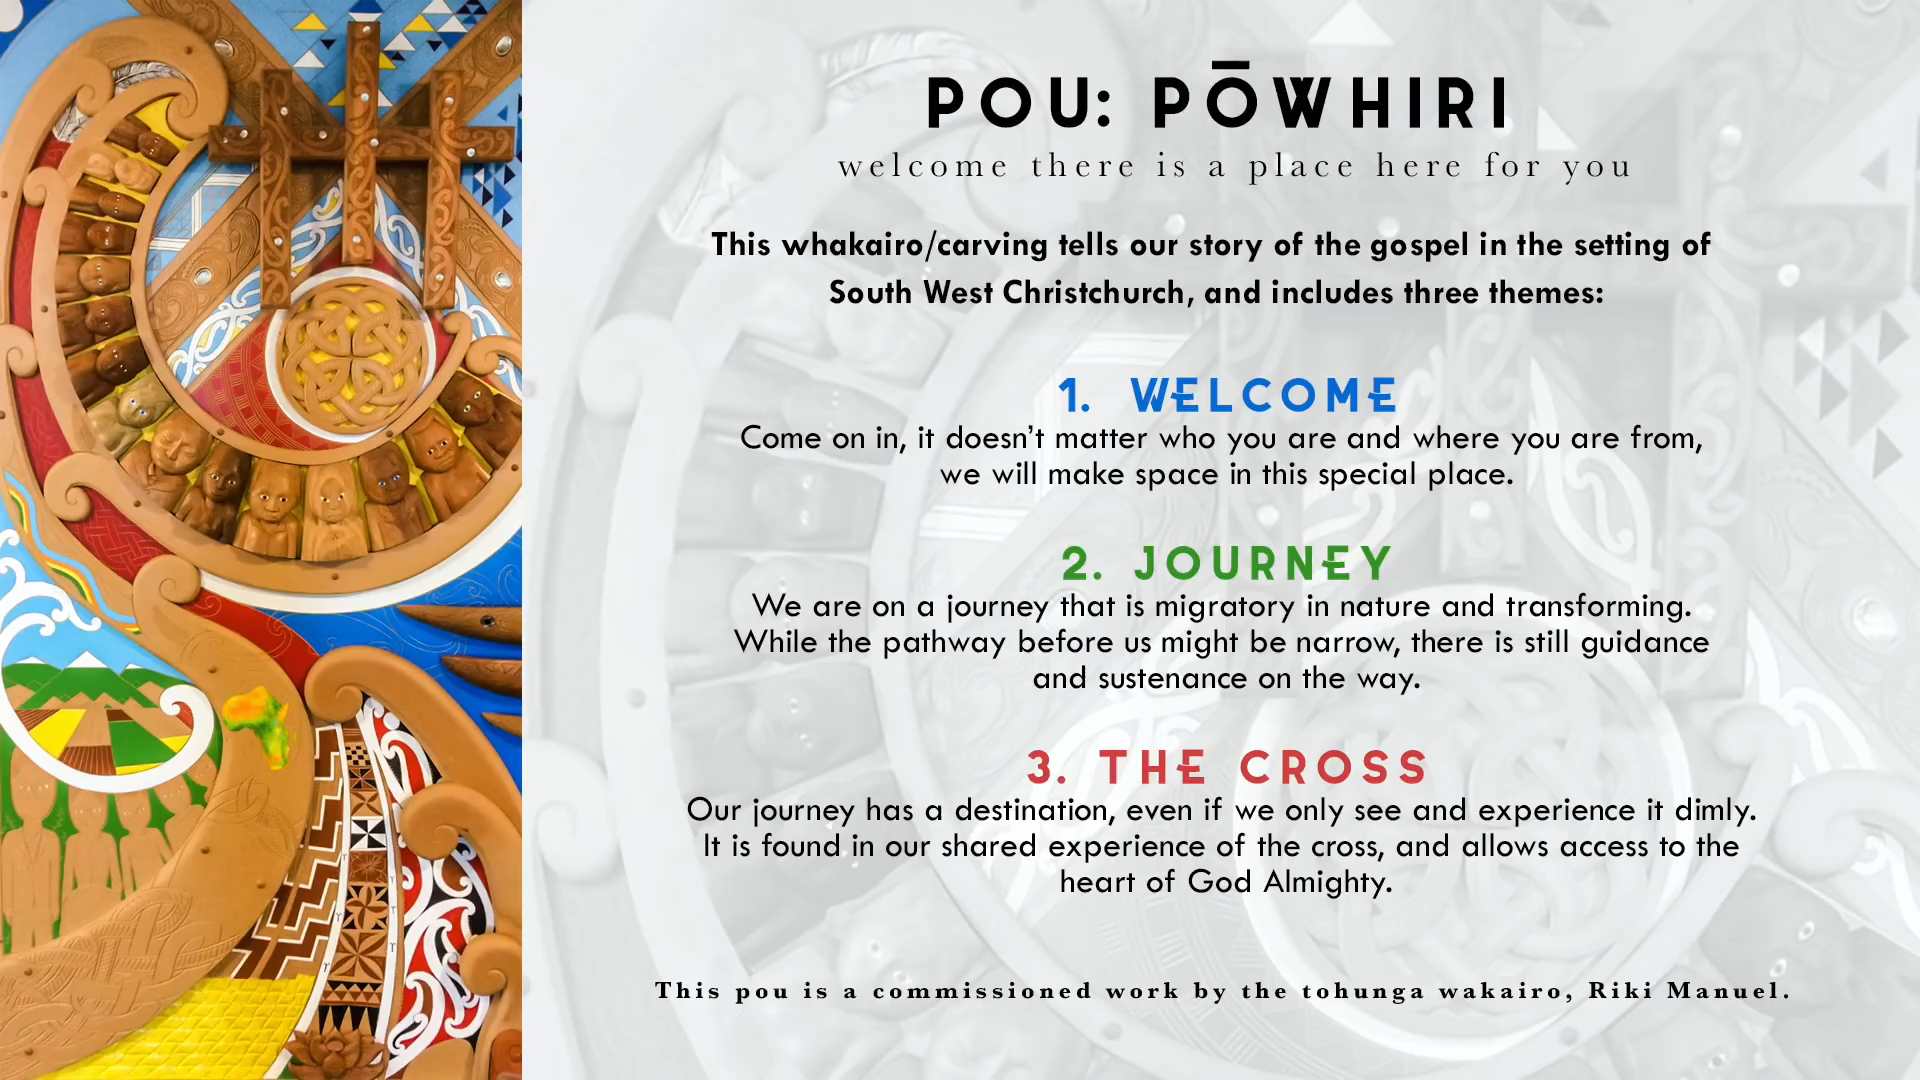 POU: PŌWHIRI
welcome there is a place here for you
This whakairo/carving tells our story of the gospel in the setting of
South West Christchurch, and includes three themes:
1. WELCOME
Come on in, it doesn’t matter who you are and where you are from,
we will make space in this special place.
2. JOURNEY
We are on a journey that is migratory in nature and transforming.
While the pathway before us might be narrow, there is still guidance
and sustenance on the way.
3. THE CROSS
Our journey has a destination, even if we only see and experience it dimly.
It is found in our shared experience of the cross, and allows access to the
heart of God Almighty.
This pou is a commissioned work by the tohunga wakairo, Riki Manuel.